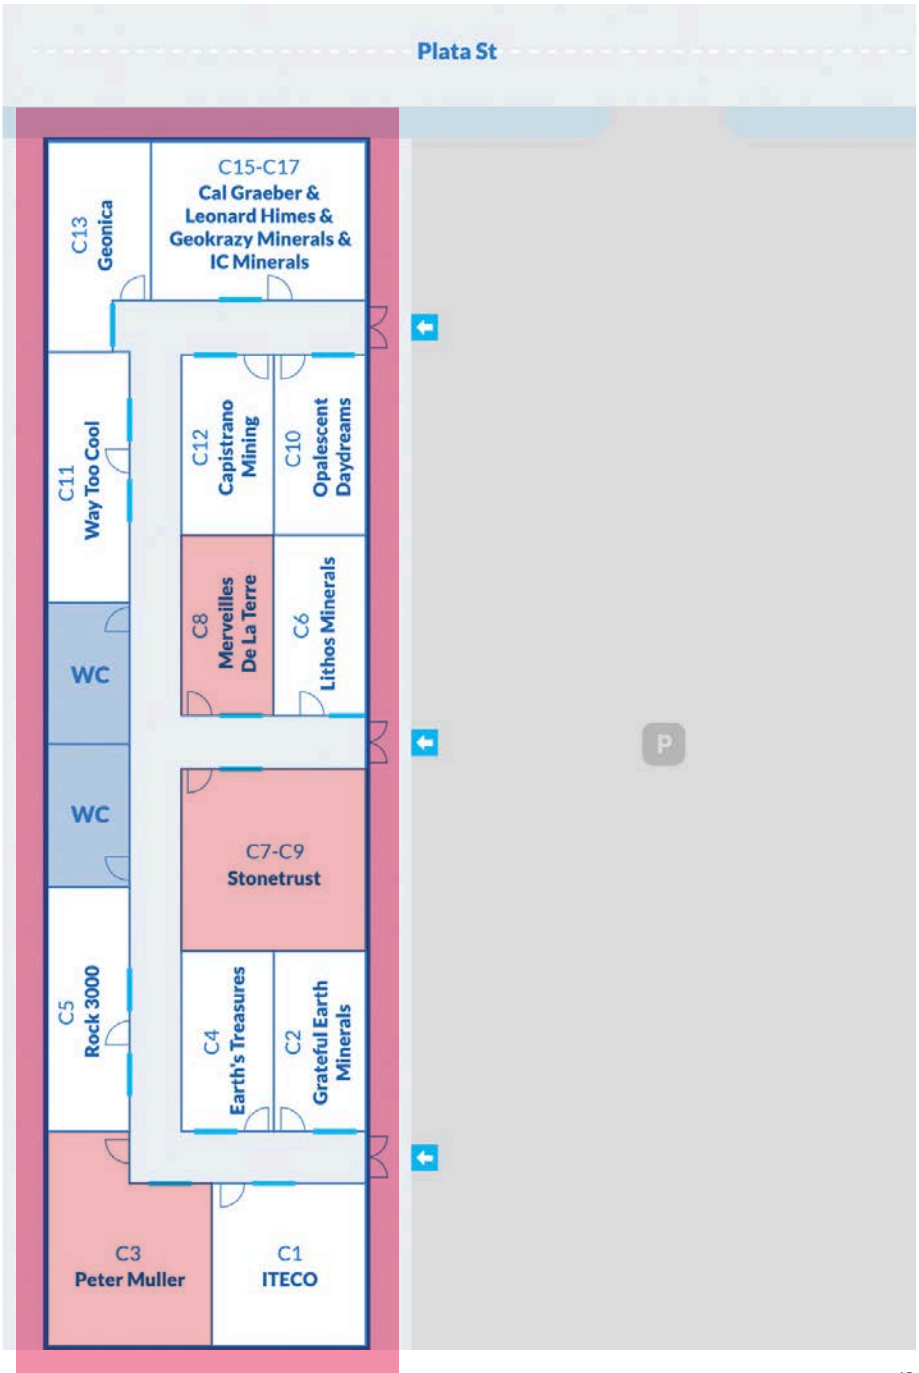 Plata St
C15-C17
Cal Graeber &
Leonard Himes &
Geokrazy Minerals &
IC Minerals
C13
Geonica
C12
Capistrano
Mining
C10
Opalescent
Daydreams
C11
Way Too Cool
C8
Merveilles
De La Terre
C6
Lithos Minerals
WC
P
WC
C7-C9
Stonetrust
C5
Rock 3000
C4
Earth's Treasures
C2
Grateful Earth
Minerals
C3
Peter Muller
C1
ITECO